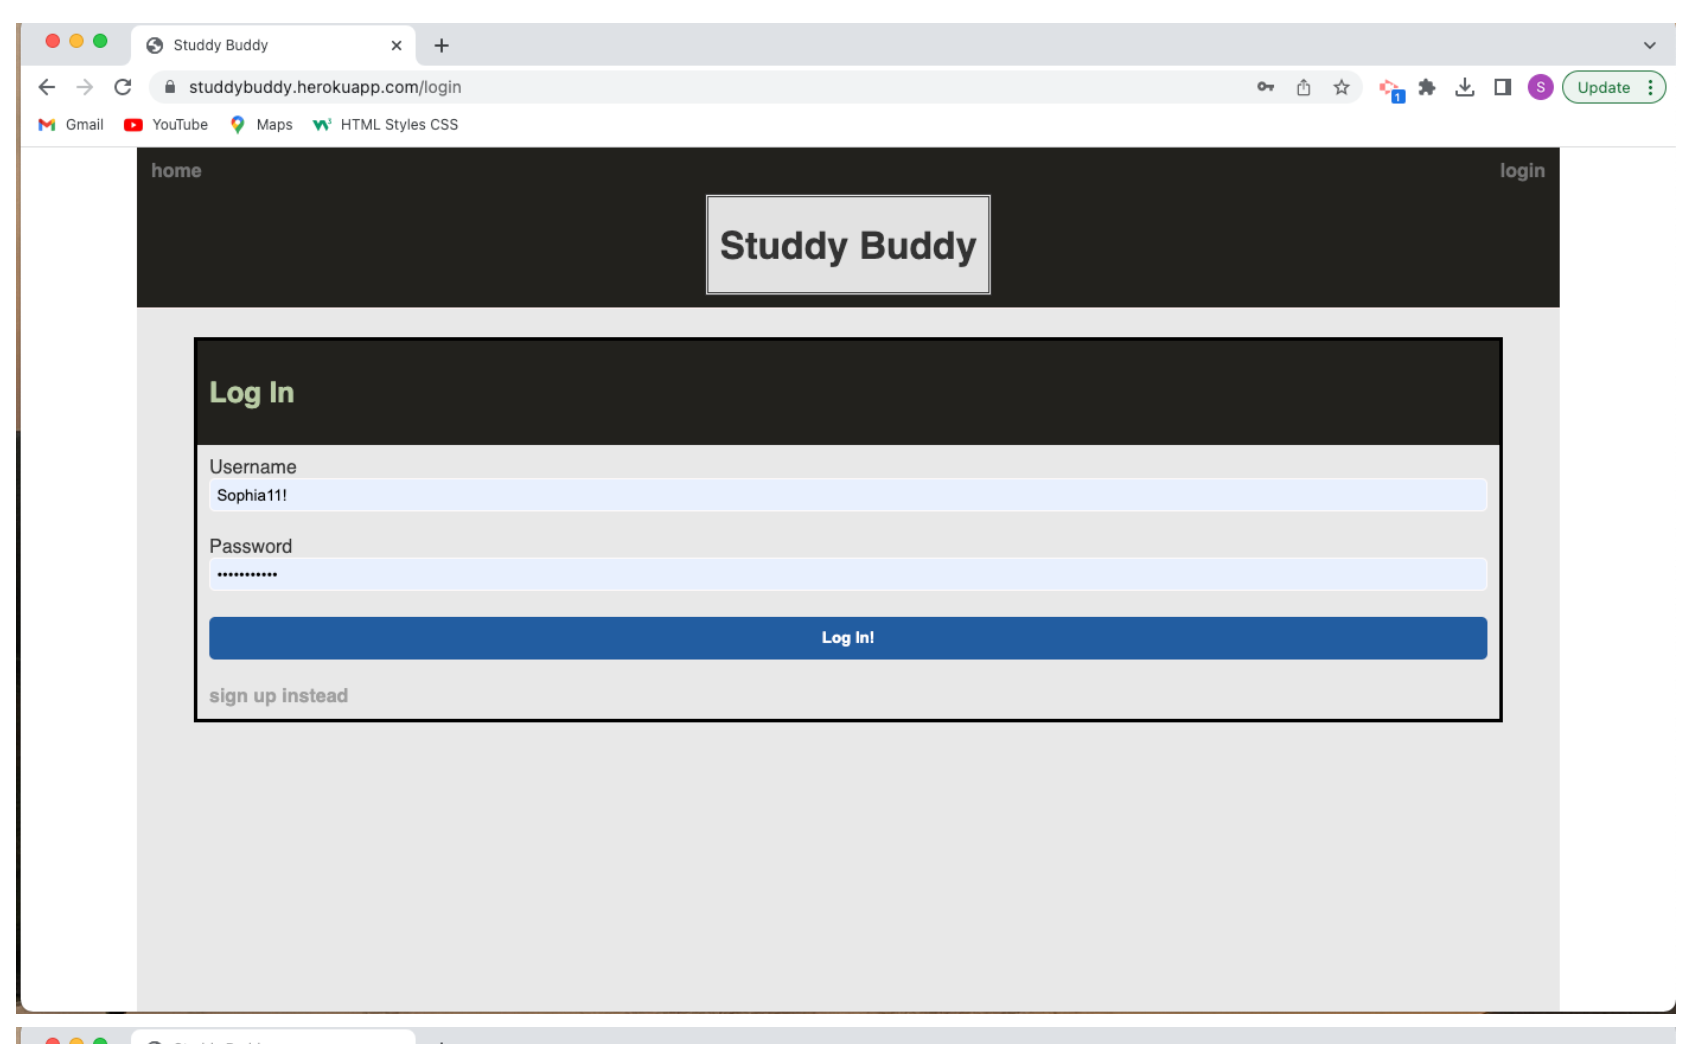 Studdy Buddy
studdybuddy.herokuapp.com/login
1
S
Update
Gmail YouTube Maps HTML Styles CSS
home login
Studdy Buddy
Log In
Username
Sophia11!
Password
•••••••••••
Log In!
sign up instead